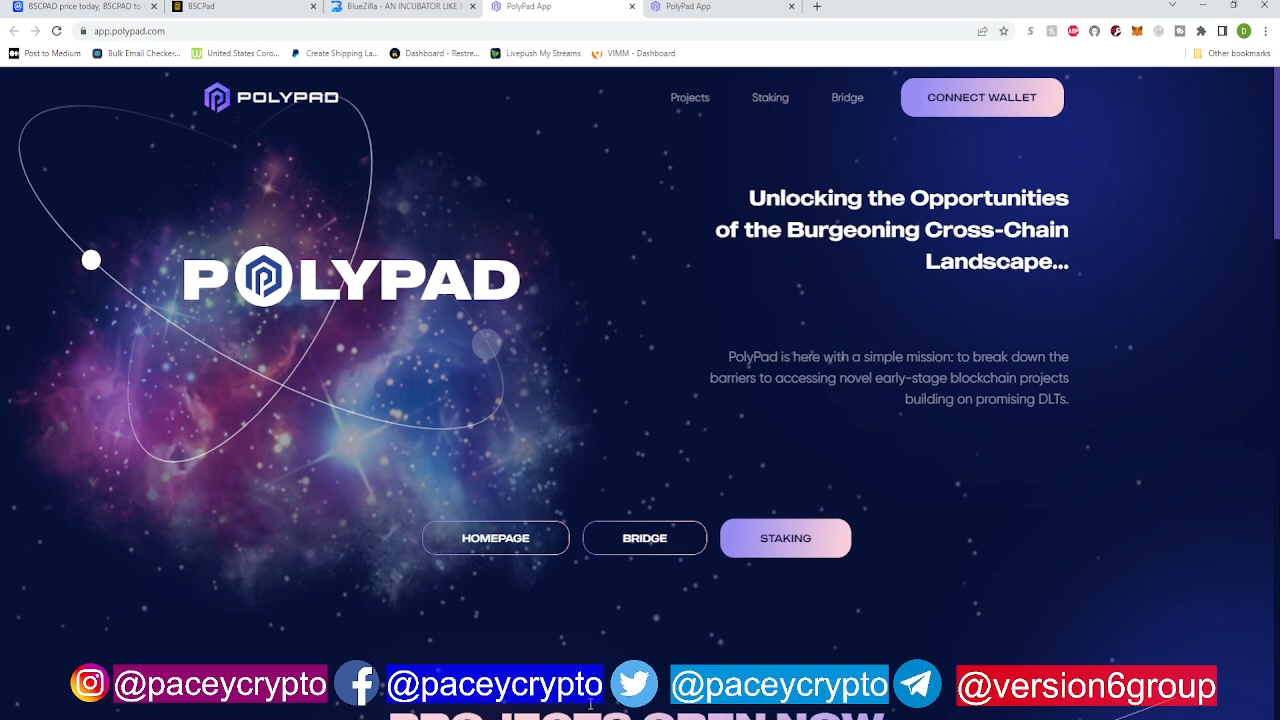 BSCPAD price today, BSCPAD to
BSCPad
BlueZilla - AN INCUBATOR LIKE
PolyPad App
PolyPad App
app.polypad.com
Post to Medium
Bulk Email Checker...
United States Coro...
Create Shipping La...
Dashboard - Restre...
Livepush My Streams
VIMM - Dashboard
Other bookmarks
POLYPAD
Projects
Staking
Bridge
CONNECT WALLET
Unlocking the Opportunities
of the Burgeoning Cross-Chain
Landscape...
POLYPAD
PolyPad is here with a simple mission: to break down the
barriers to accessing novel early-stage blockchain projects
building on promising DLTs.
HOMEPAGE
BRIDGE
STAKING
@paceycrypto
@paceycrypto
@paceycrypto
@version6group
PROJECTS OPEN NOW